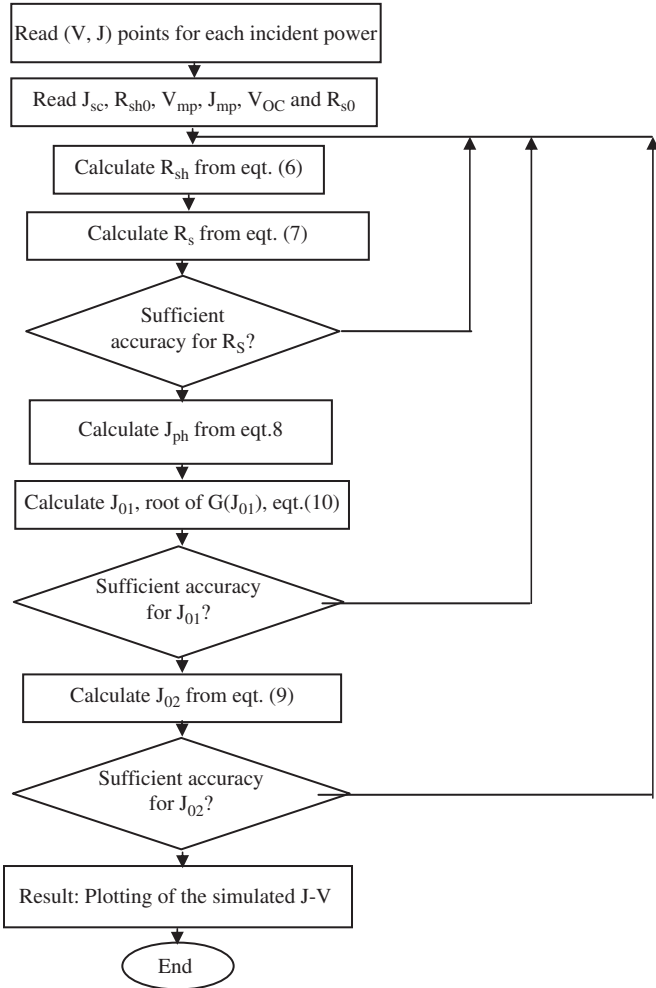 Read (V, J) points for each incident power
Read J_sc, R_sh0, V_mp, J_mp, V_OC and R_s0
Calculate R_sh from eqt. (6)
Calculate R_s from eqt. (7)
Sufficient
accuracy for R_S?
Calculate J_ph from eqt.8
Calculate J_01, root of G(J_01), eqt.(10)
Sufficient accuracy
for J_01?
Calculate J_02 from eqt. (9)
Sufficient accuracy
for J_02?
Result: Plotting of the simulated J-V
End